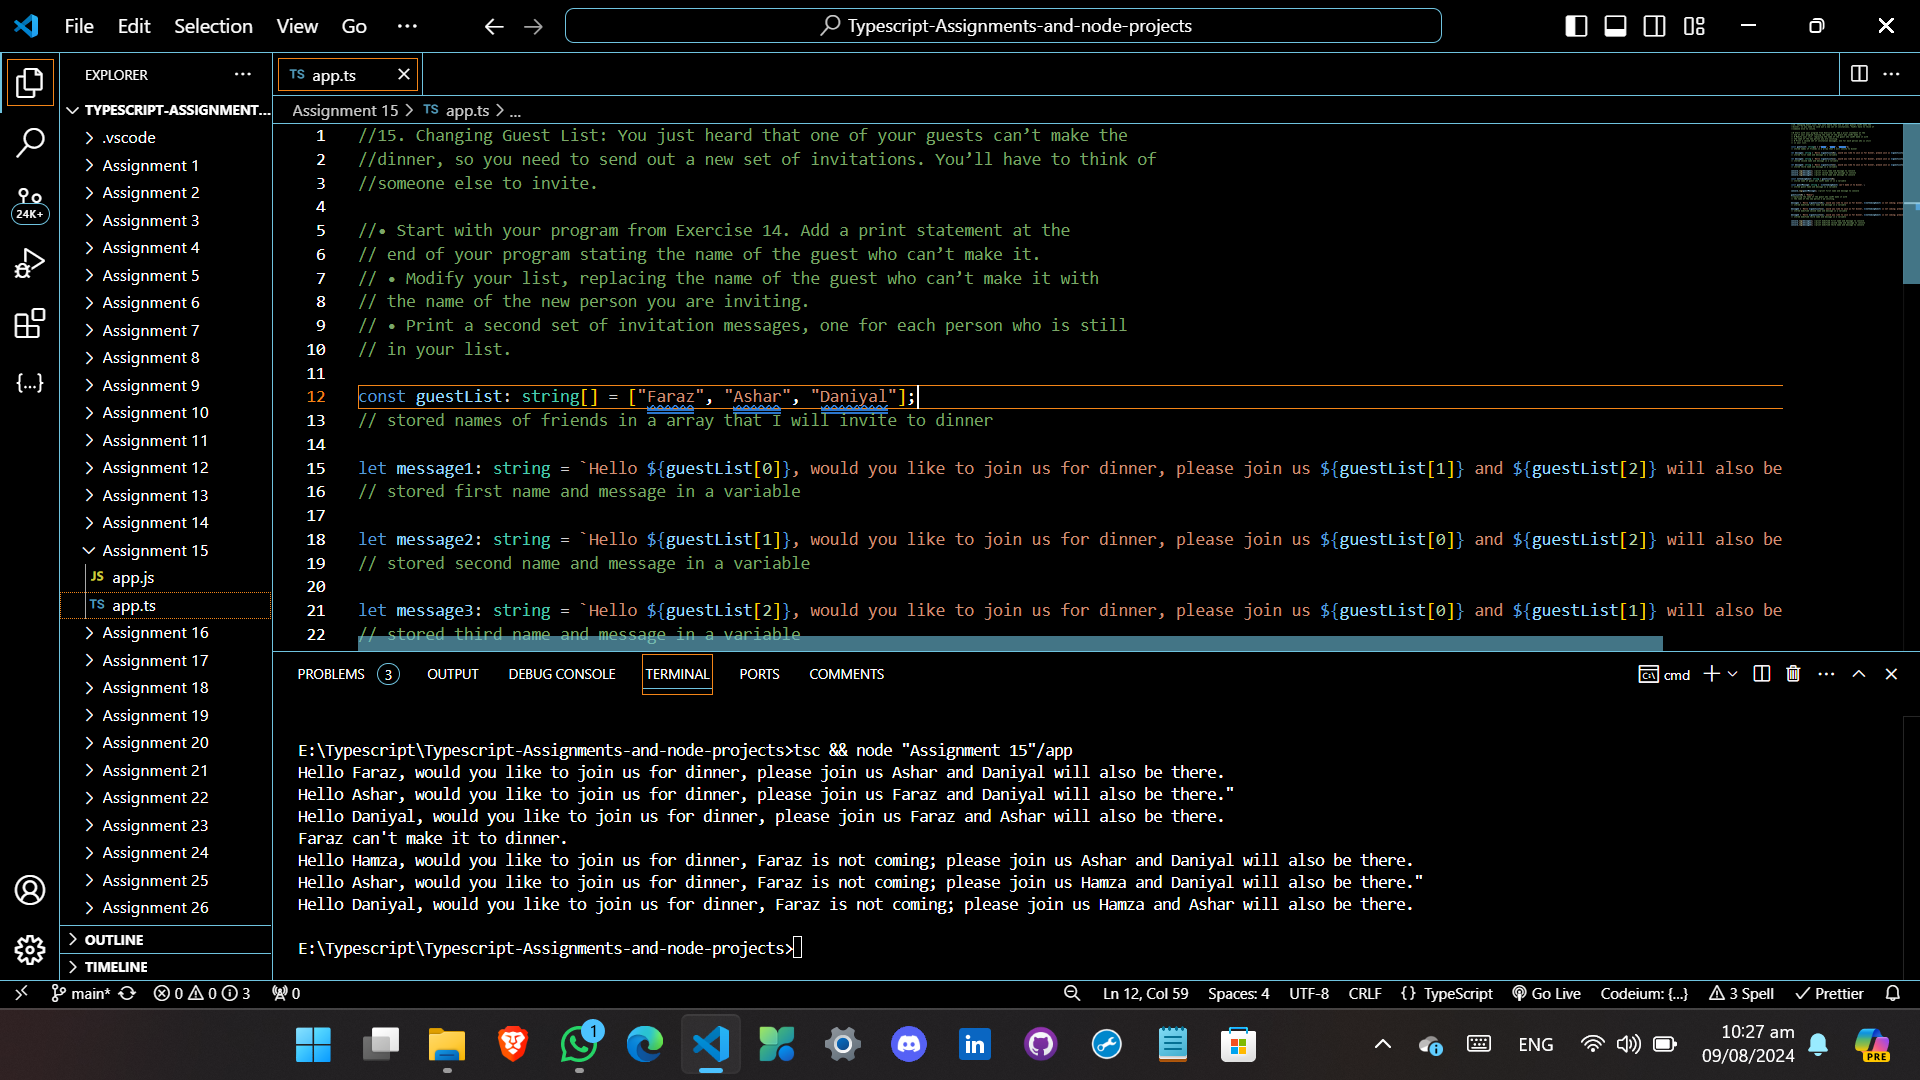 File Edit Selection View Go ···
Typescript-Assignments-and-node-projects
EXPLORER ···
TYPESCRIPT-ASSIGNMENT...
.vscode
Assignment 1
Assignment 2
Assignment 3
Assignment 4
Assignment 5
Assignment 6
Assignment 7
Assignment 8
Assignment 9
Assignment 10
Assignment 11
Assignment 12
Assignment 13
Assignment 14
Assignment 15
JS app.js
TS app.ts
Assignment 16
Assignment 17
Assignment 18
Assignment 19
Assignment 20
Assignment 21
Assignment 22
Assignment 23
Assignment 24
Assignment 25
Assignment 26
OUTLINE
TIMELINE
24K+
TS app.ts
Assignment 15 > TS app.ts > ...
1 //15. Changing Guest List: You just heard that one of your guests can’t make the
2 //dinner, so you need to send out a new set of invitations. You’ll have to think of
3 //someone else to invite.
4
5 //• Start with your program from Exercise 14. Add a print statement at the
6 // end of your program stating the name of the guest who can’t make it.
7 // • Modify your list, replacing the name of the guest who can’t make it with
8 // the name of the new person you are inviting.
9 // • Print a second set of invitation messages, one for each person who is still
10 // in your list.
11
12 const guestList: string[] = ["Faraz", "Ashar", "Daniyal"];
13 // stored names of friends in a array that I will invite to dinner
14
15 let message1: string = `Hello ${guestList[0]}, would you like to join us for dinner, please join us ${guestList[1]} and ${guestList[2]} will also be
16 // stored first name and message in a variable
17
18 let message2: string = `Hello ${guestList[1]}, would you like to join us for dinner, please join us ${guestList[0]} and ${guestList[2]} will also be
19 // stored second name and message in a variable
20
21 let message3: string = `Hello ${guestList[2]}, would you like to join us for dinner, please join us ${guestList[0]} and ${guestList[1]} will also be
22 // stored third name and message in a variable
PROBLEMS 3 OUTPUT DEBUG CONSOLE TERMINAL PORTS COMMENTS
cmd
E:\Typescript\Typescript-Assignments-and-node-projects>tsc && node "Assignment 15"/app
Hello Faraz, would you like to join us for dinner, please join us Ashar and Daniyal will also be there.
Hello Ashar, would you like to join us for dinner, please join us Faraz and Daniyal will also be there."
Hello Daniyal, would you like to join us for dinner, please join us Faraz and Ashar will also be there.
Faraz can't make it to dinner.
Hello Hamza, would you like to join us for dinner, Faraz is not coming; please join us Ashar and Daniyal will also be there.
Hello Ashar, would you like to join us for dinner, Faraz is not coming; please join us Hamza and Daniyal will also be there."
Hello Daniyal, would you like to join us for dinner, Faraz is not coming; please join us Hamza and Ashar will also be there.
E:\Typescript\Typescript-Assignments-and-node-projects>
main* 0 0 3 0 Ln 12, Col 59 Spaces: 4 UTF-8 CRLF {} TypeScript Go Live Codeium: {...} 3 Spell Prettier
1
ENG
10:27 am
09/08/2024
PRE